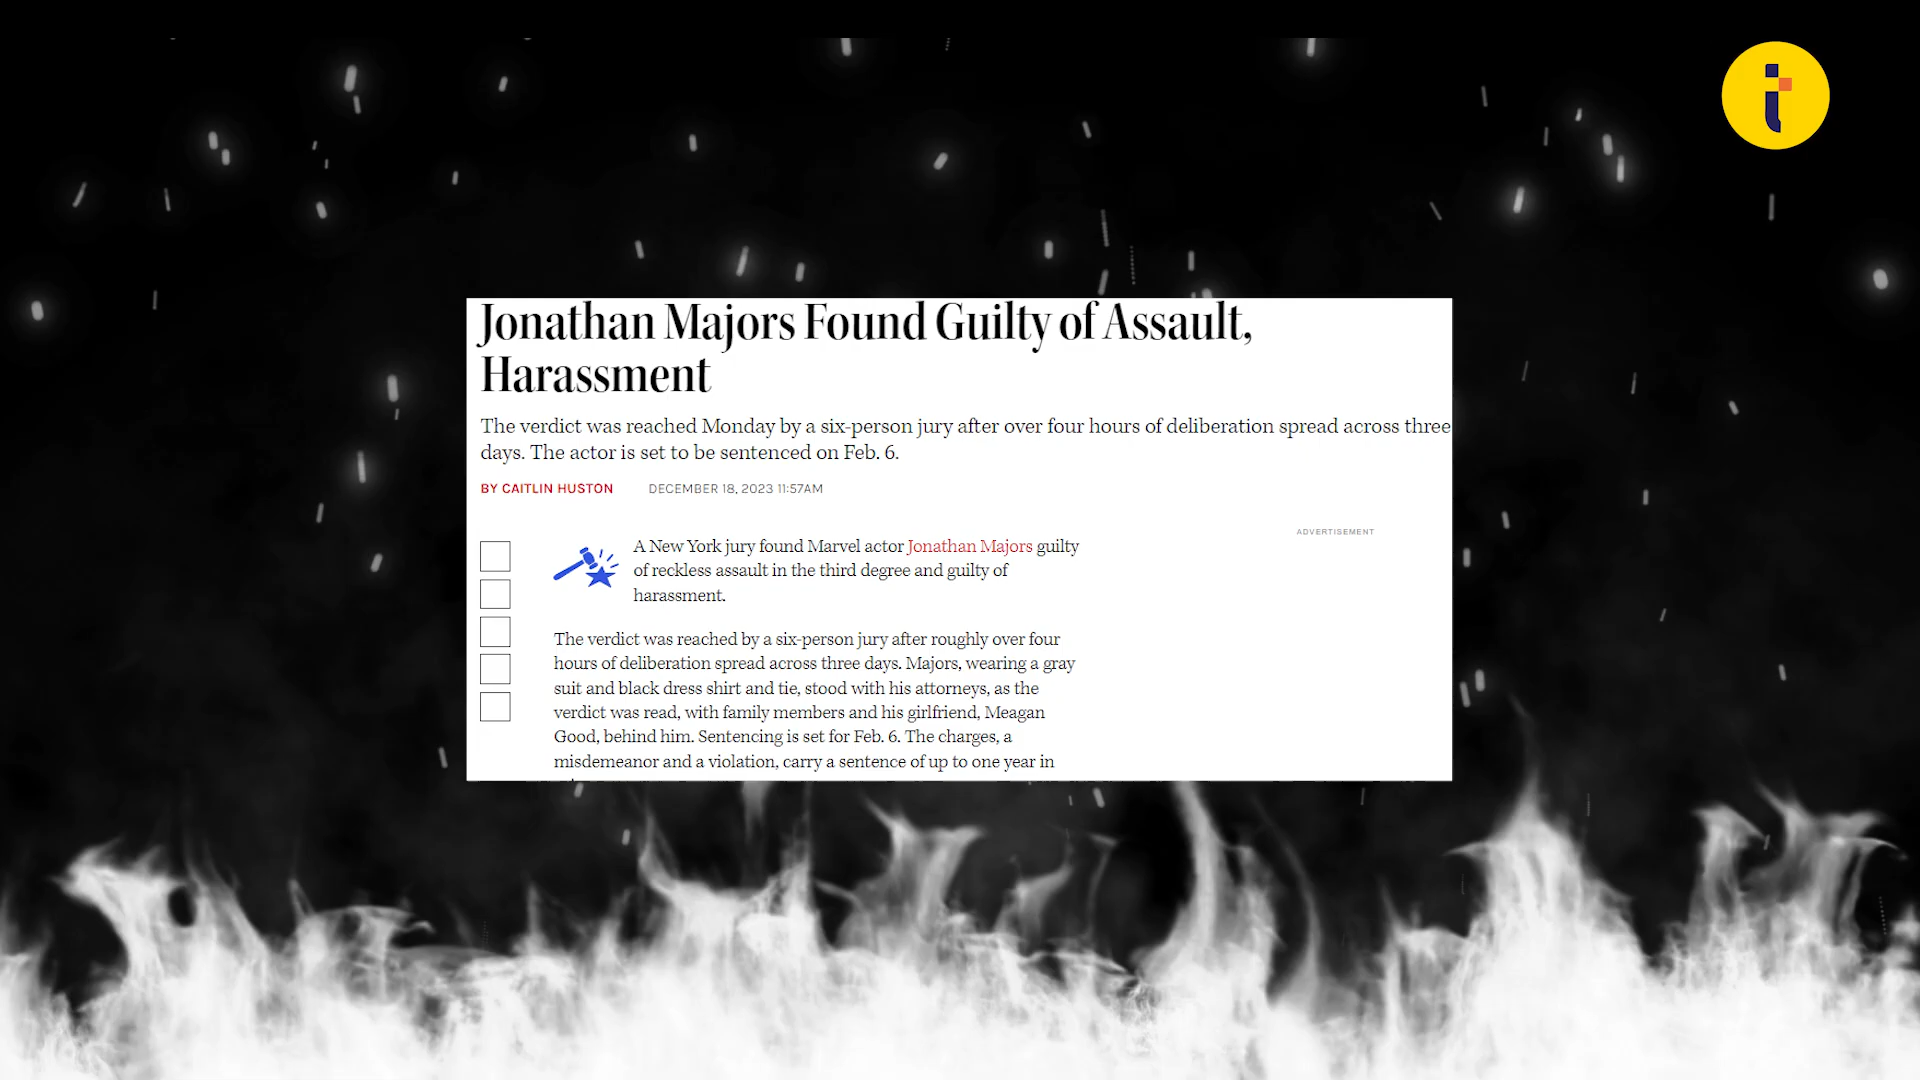 Jonathan Majors Found Guilty of Assault,
Harassment
The verdict was reached Monday by a six-person jury after over four hours of deliberation spread across three
days. The actor is set to be sentenced on Feb. 6.
BY CAITLIN HUSTON DECEMBER 18, 2023 11:57AM
ADVERTISEMENT
A New York jury found Marvel actor Jonathan Majors guilty
of reckless assault in the third degree and guilty of
harassment.
The verdict was reached by a six-person jury after roughly over four
hours of deliberation spread across three days. Majors, wearing a gray
suit and black dress shirt and tie, stood with his attorneys, as the
verdict was read, with family members and his girlfriend, Meagan
Good, behind him. Sentencing is set for Feb. 6. The charges, a
misdemeanor and a violation, carry a sentence of up to one year in